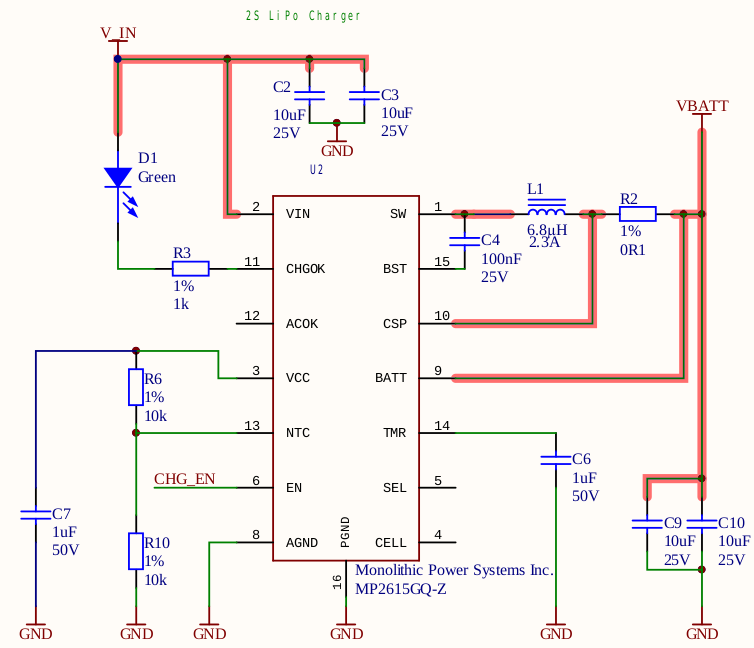 2S LiPo Charger
V_IN
C2
10uF
25V
C3
10uF
25V
GND
VBATT
D1
Green
U2
R3
1%
1k
2 VIN
11 CHGOK
12 ACOK
3 VCC
13 NTC
6 EN
8 AGND
SW 1
BST 15
CSP 10
BATT 9
TMR 14
SEL 5
CELL 4
PGND
16
L1
6.8µH
2.3A
R2
1%
0R1
C4
100nF
25V
R6
1%
10k
CHG_EN
C6
1uF
50V
C7
1uF
50V
R10
1%
10k
C9
10uF
25V
C10
10uF
25V
Monolithic Power Systems Inc.
MP2615GQ-Z
GND
GND
GND
GND
GND
GND